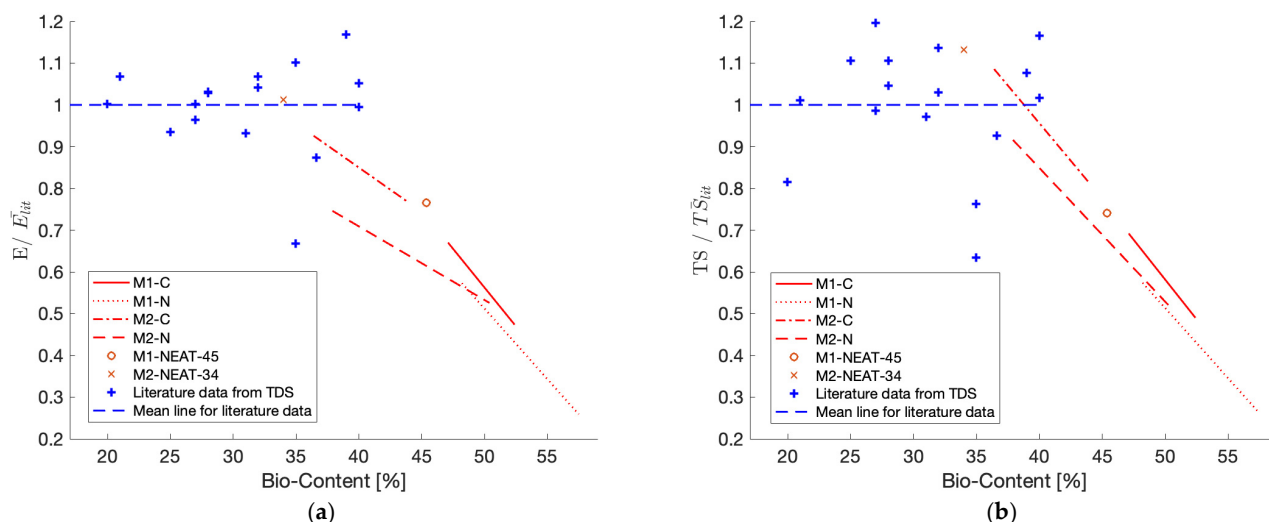 1.2
1.1
1
0.9
0.8
0.7
0.6
0.5
0.4
0.3
0.2
E/ Ē_lit
M1-C
M1-N
M2-C
M2-N
M1-NEAT-45
M2-NEAT-34
Literature data from TDS
Mean line for literature data
20 25 30 35 40 45 50 55
Bio-Content [%]
(a)
1.2
1.1
1
0.9
0.8
0.7
0.6
0.5
0.4
0.3
0.2
TS / T̄S_lit
M1-C
M1-N
M2-C
M2-N
M1-NEAT-45
M2-NEAT-34
Literature data from TDS
Mean line for literature data
20 25 30 35 40 45 50 55
Bio-Content [%]
(b)